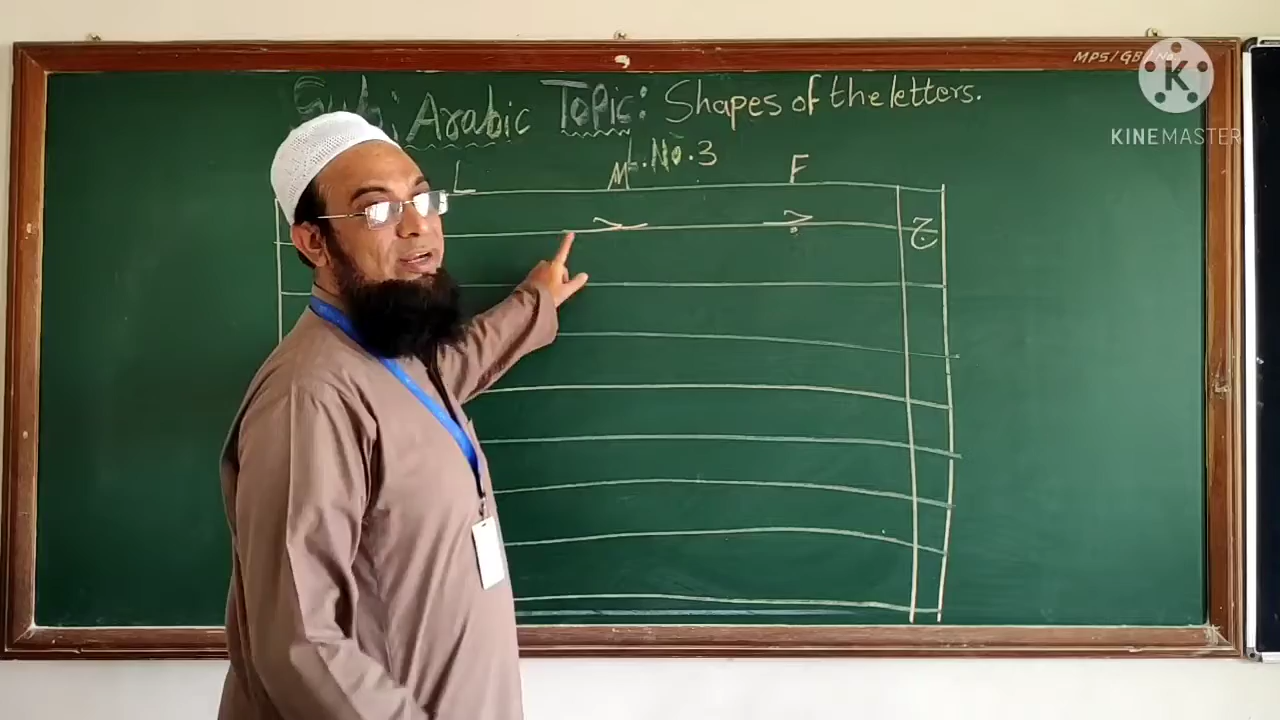 MPS/GB/No.
K
KINEMASTER
Sub: Arabic Topic: Shapes of the letters.
L.No.3
L M F
ج